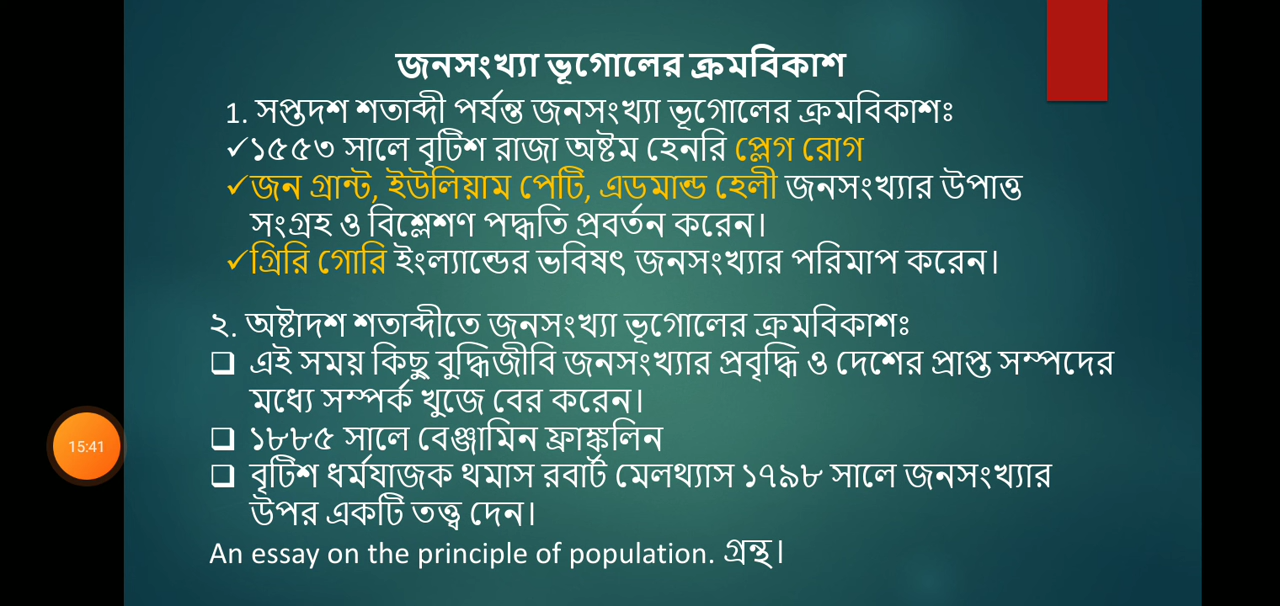 জনসংখ্যা ভূগোলের ক্রমবিকাশ
1. সপ্তদশ শতাব্দী পর্যন্ত জনসংখ্যা ভূগোলের ক্রমবিকাশঃ
✓১৫৫৩ সালে বৃটিশ রাজা অষ্টম হেনরি প্লেগ রোগ
✓জন গ্রান্ট, ইউলিয়াম পেটি, এডমান্ড হেলী জনসংখ্যার উপাত্ত
সংগ্রহ ও বিশ্লেশণ পদ্ধতি প্রবর্তন করেন।
✓গ্রিরি গোরি ইংল্যান্ডের ভবিষৎ জনসংখ্যার পরিমাপ করেন।
২. অষ্টাদশ শতাব্দীতে জনসংখ্যা ভূগোলের ক্রমবিকাশঃ
❑ এই সময় কিছু বুদ্ধিজীবি জনসংখ্যার প্রবৃদ্ধি ও দেশের প্রাপ্ত সম্পদের
মধ্যে সম্পর্ক খুজে বের করেন।
❑ ১৮৮৫ সালে বেঞ্জামিন ফ্রাঙ্কলিন
❑ বৃটিশ ধর্মযাজক থমাস রবার্ট মেলথ্যাস ১৭৯৮ সালে জনসংখ্যার
উপর একটি তত্ত্ব দেন।
An essay on the principle of population. গ্রন্থ।
15:41